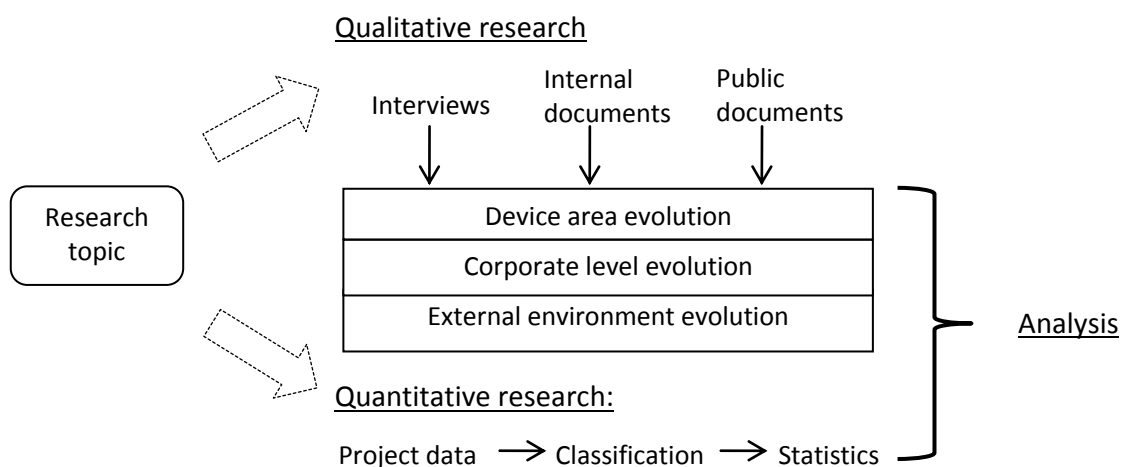 Qualitative research
Interviews
Internal
documents
Public
documents
Research
topic
Device area evolution
Corporate level evolution
External environment evolution
Analysis
Quantitative research:
Project data
Classification
Statistics